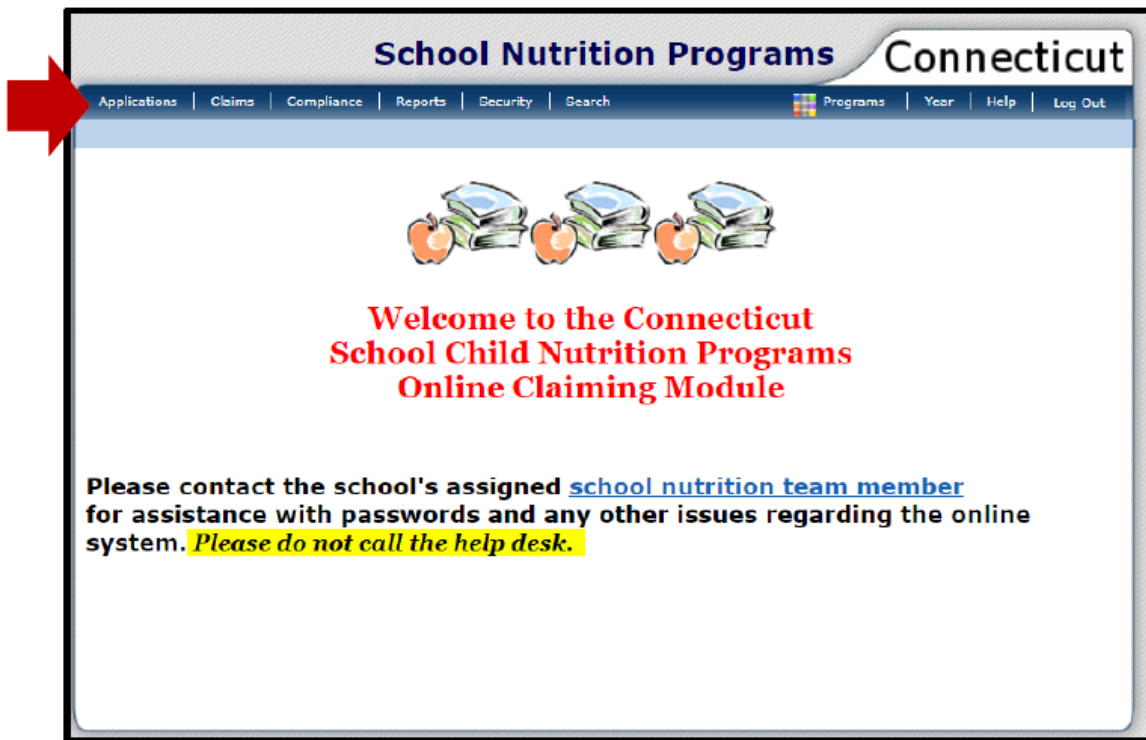 School Nutrition Programs Connecticut
Applications | Claims | Compliance | Reports | Security | Search Programs | Year | Help | Log Out
Welcome to the Connecticut
School Child Nutrition Programs
Online Claiming Module
Please contact the school's assigned school nutrition team member
for assistance with passwords and any other issues regarding the online
system. Please do not call the help desk.